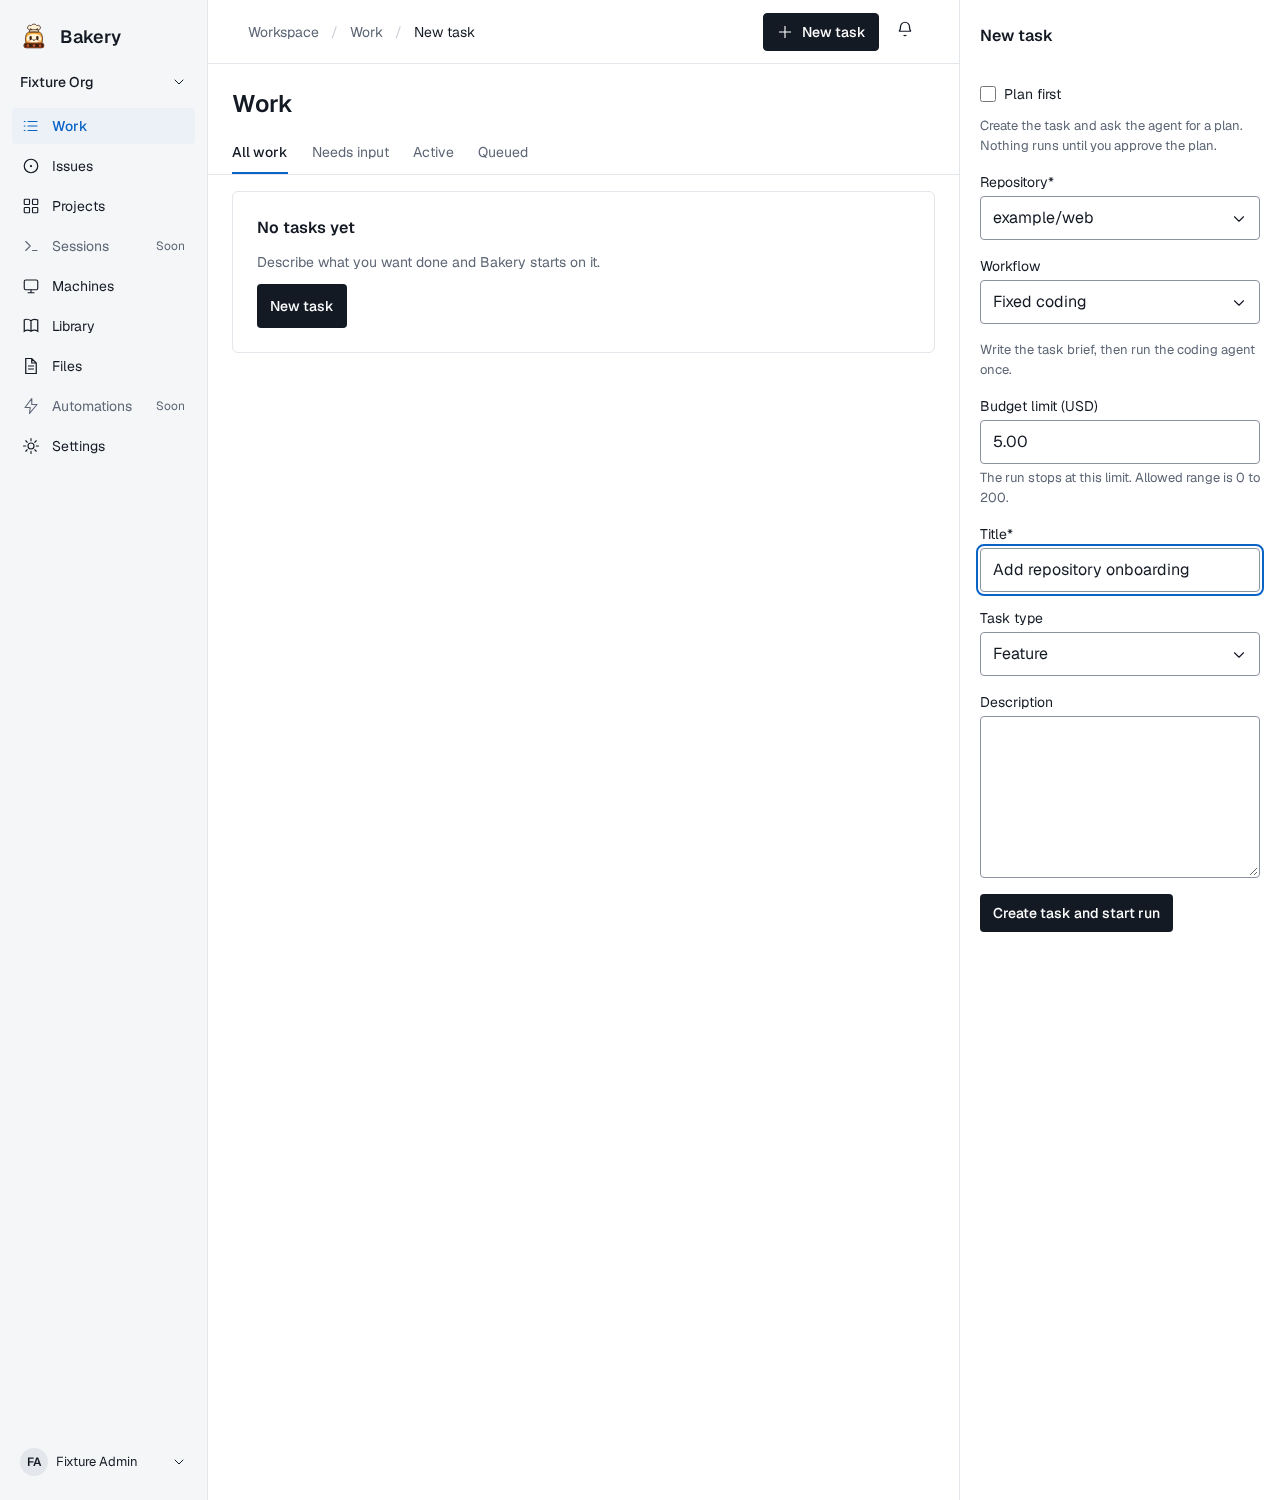 Bakery
Fixture Org
Work
Issues
Projects
Sessions Soon
Machines
Library
Files
Automations Soon
Settings
FA Fixture Admin
Workspace / Work / New task
New task
Work
All work Needs input Active Queued
No tasks yet
Describe what you want done and Bakery starts on it.
New task
New task
Plan first
Create the task and ask the agent for a plan.
Nothing runs until you approve the plan.
Repository*
example/web
Workflow
Fixed coding
Write the task brief, then run the coding agent
once.
Budget limit (USD)
5.00
The run stops at this limit. Allowed range is 0 to
200.
Title*
Add repository onboarding
Task type
Feature
Description
Create task and start run